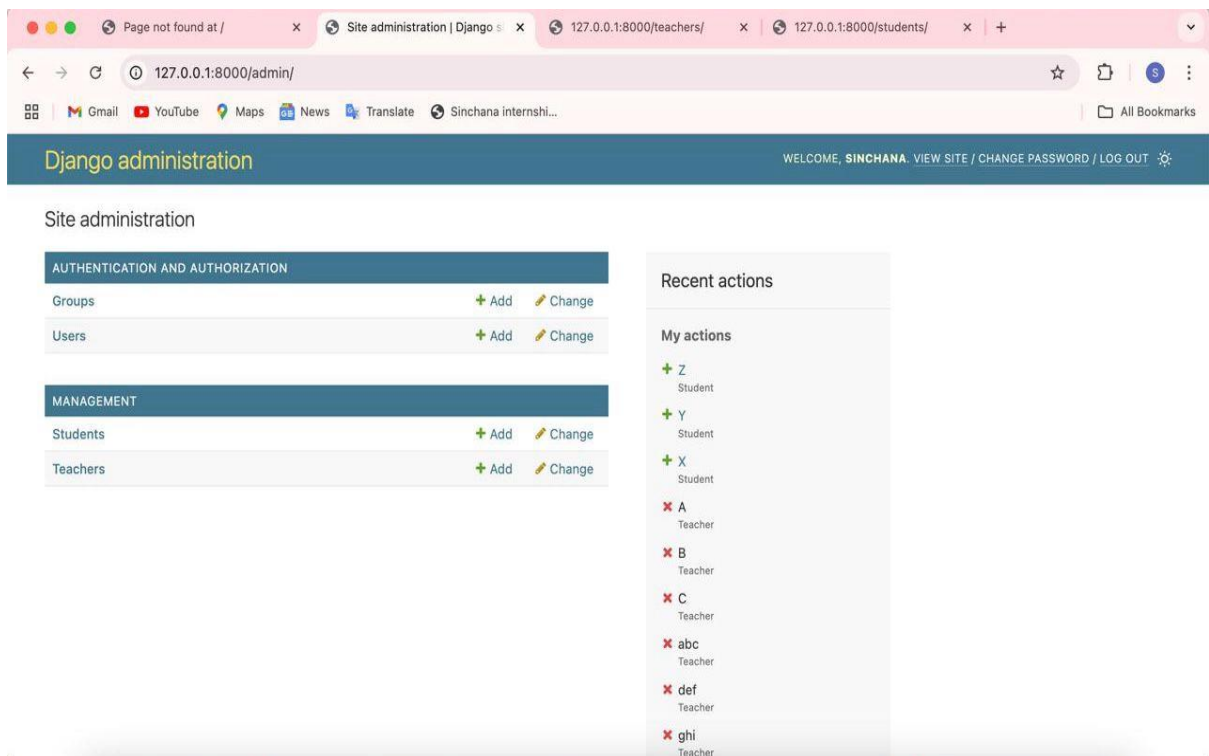 Page not found at /
Site administration | Django s
127.0.0.1:8000/teachers/
127.0.0.1:8000/students/
127.0.0.1:8000/admin/
S
Gmail YouTube Maps News Translate Sinchana internshi... All Bookmarks
Django administration
WELCOME, SINCHANA. VIEW SITE / CHANGE PASSWORD / LOG OUT
Site administration
AUTHENTICATION AND AUTHORIZATION
Groups + Add Change
Users + Add Change
MANAGEMENT
Students + Add Change
Teachers + Add Change
Recent actions
My actions
Z
Student
Y
Student
X
Student
A
Teacher
B
Teacher
C
Teacher
abc
Teacher
def
Teacher
ghi
Teacher